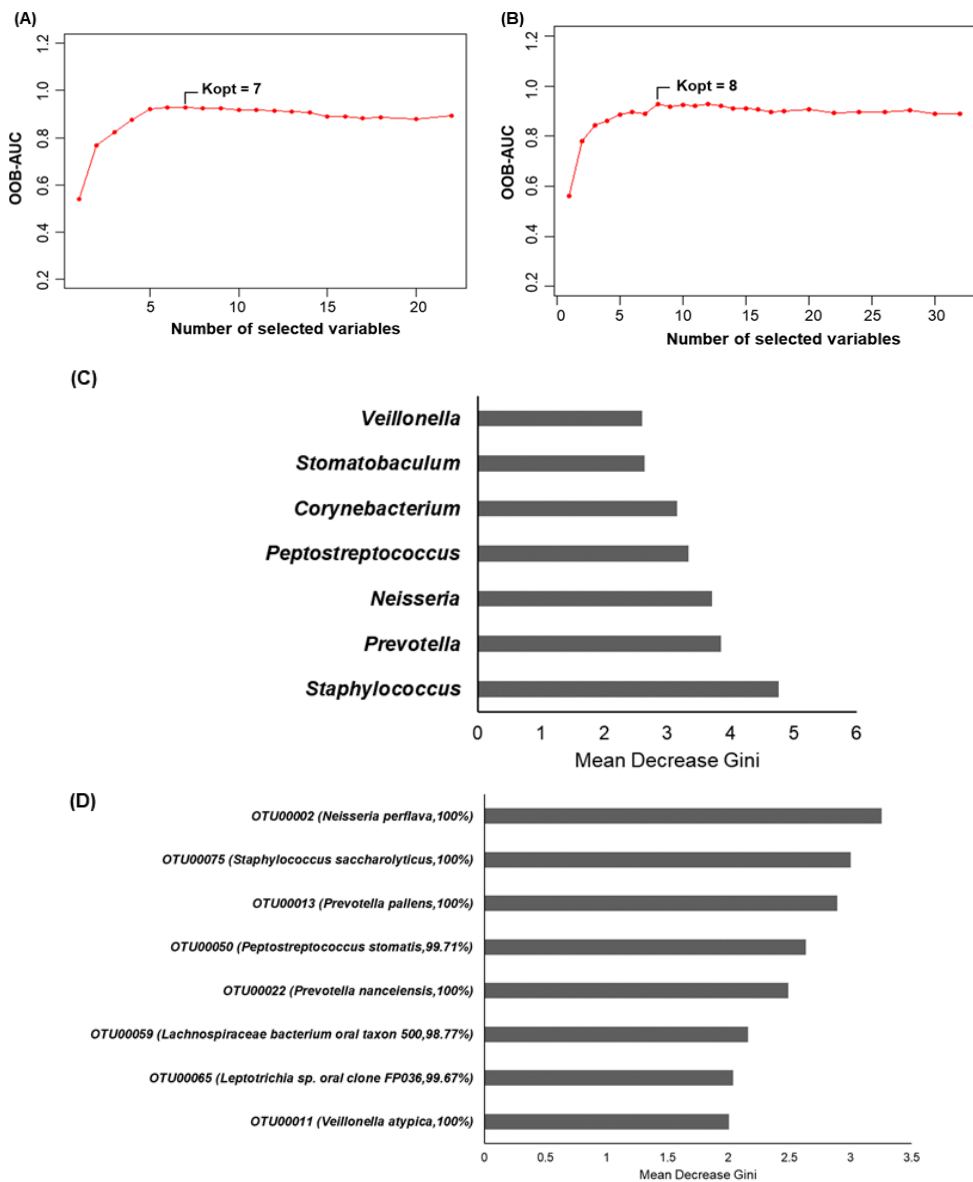 (A)
1.2
1.0
0.8
0.6
0.4
0.2
OOB-AUC
Kopt = 7
5
10
15
20
Number of selected variables
(B)
1.2
1.0
0.8
0.6
0.4
0.2
OOB-AUC
Kopt = 8
0
5
10
15
20
25
30
Number of selected variables
(C)
Veillonella
Stomatobaculum
Corynebacterium
Peptostreptococcus
Neisseria
Prevotella
Staphylococcus
0 1 2 3 4 5 6
Mean Decrease Gini
(D)
OTU00002 (Neisseria perflava,100%)
OTU00075 (Staphylococcus saccharolyticus,100%)
OTU00013 (Prevotella pallens,100%)
OTU00050 (Peptostreptococcus stomatis,99.71%)
OTU00022 (Prevotella nanceiensis,100%)
OTU00059 (Lachnospiraceae bacterium oral taxon 500,98.77%)
OTU00065 (Leptotrichia sp. oral clone FP036,99.67%)
OTU00011 (Veillonella atypica,100%)
0 0.5 1 1.5 2 2.5 3 3.5
Mean Decrease Gini